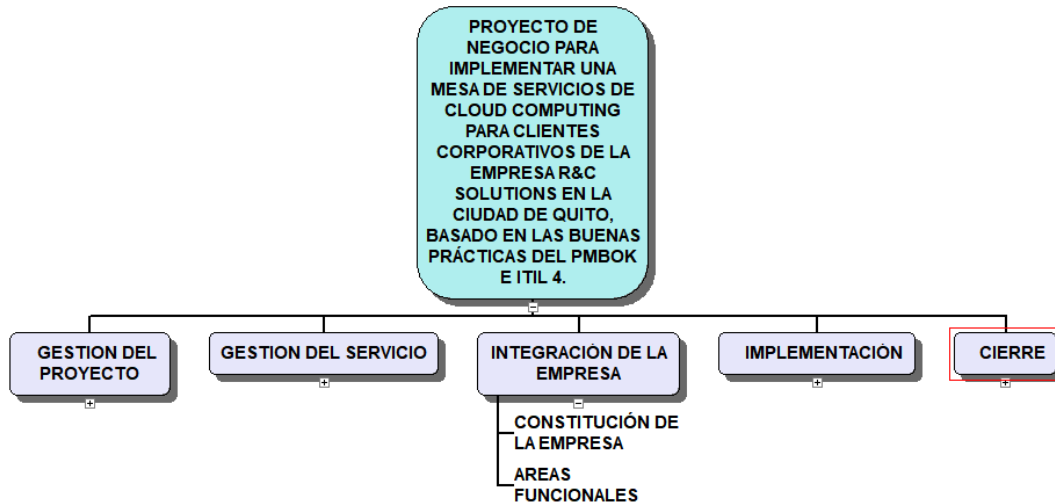 PROYECTO DE
NEGOCIO PARA
IMPLEMENTAR UNA
MESA DE SERVICIOS DE
CLOUD COMPUTING
PARA CLIENTES
CORPORATIVOS DE LA
EMPRESA R&C
SOLUTIONS EN LA
CIUDAD DE QUITO,
BASADO EN LAS BUENAS
PRÁCTICAS DEL PMBOK
E ITIL 4.
GESTION DEL
PROYECTO
GESTION DEL SERVICIO
INTEGRACIÓN DE LA
EMPRESA
IMPLEMENTACIÓN
CIERRE
CONSTITUCIÓN DE
LA EMPRESA
AREAS
FUNCIONALES